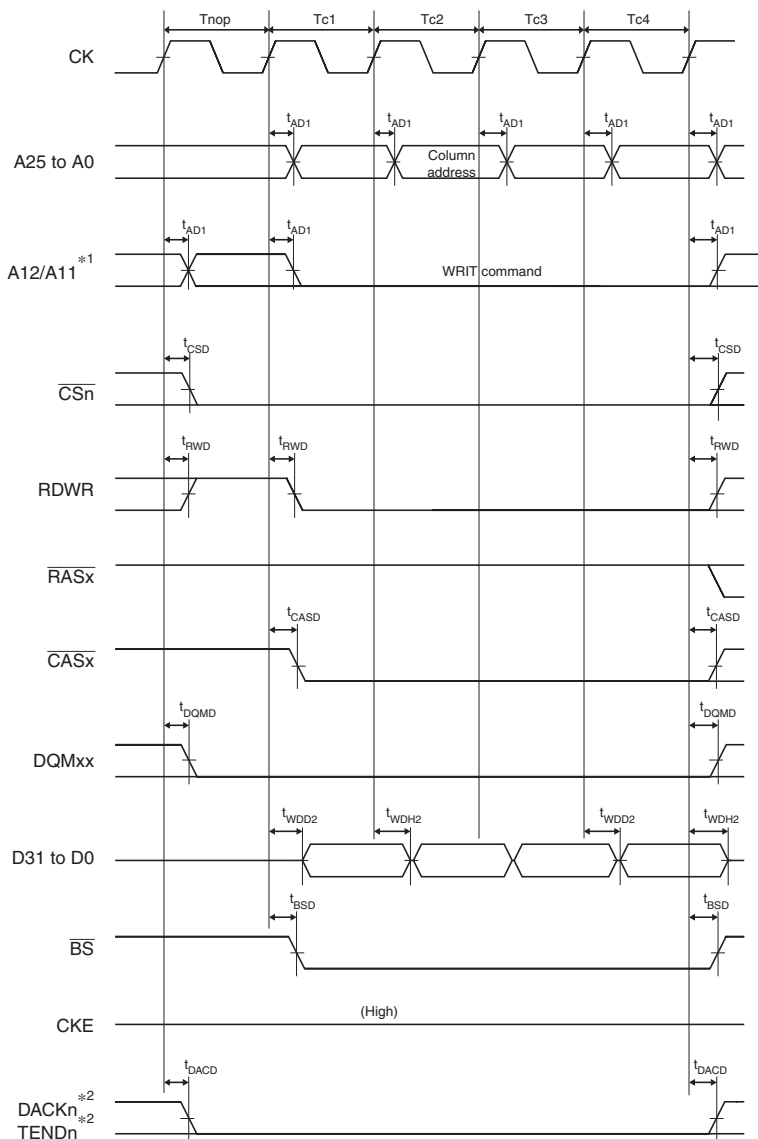 Tnop Tc1 Tc2 Tc3 Tc4
CK
tAD1 tAD1 tAD1 tAD1 tAD1
A25 to A0
Column
address
tAD1 tAD1 tAD1
A12/A11*1
WRIT command
tCSD tCSD
CSn
tRWD tRWD tRWD
RDWR
RASx
tCASD tCASD
CASx
tDQMD tDQMD
DQMxx
tWDD2 tWDH2 tWDD2 tWDH2
D31 to D0
tBSD tBSD
BS
(High)
CKE
tDACD tDACD
DACKn*2
TENDn*2